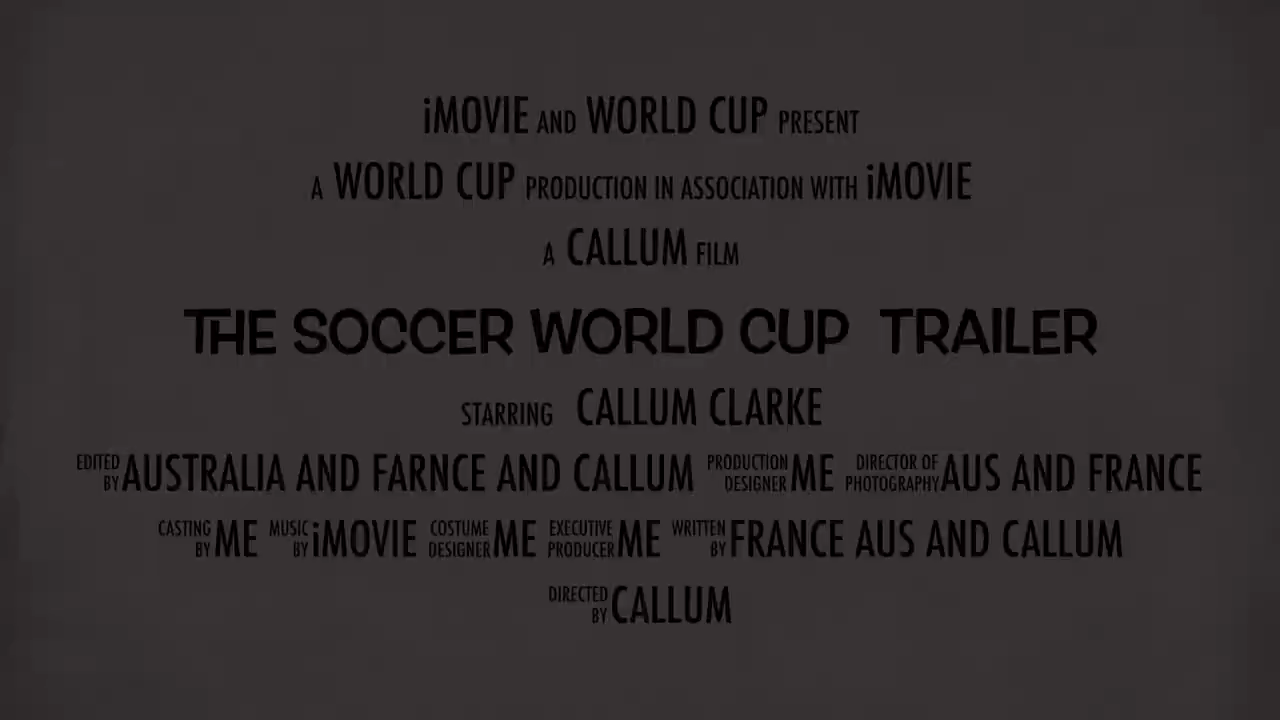 iMOVIE AND WORLD CUP PRESENT
A WORLD CUP PRODUCTION IN ASSOCIATION WITH iMOVIE
A CALLUM FILM
THE SOCCER WORLD CUP TRAILER
STARRING CALLUM CLARKE
EDITED BY AUSTRALIA AND FARNCE AND CALLUM PRODUCTION DESIGNER ME DIRECTOR OF PHOTOGRAPHY AUS AND FRANCE
CASTING BY ME MUSIC BY iMOVIE COSTUME DESIGNER ME EXECUTIVE PRODUCER ME WRITTEN BY FRANCE AUS AND CALLUM
DIRECTED BY CALLUM